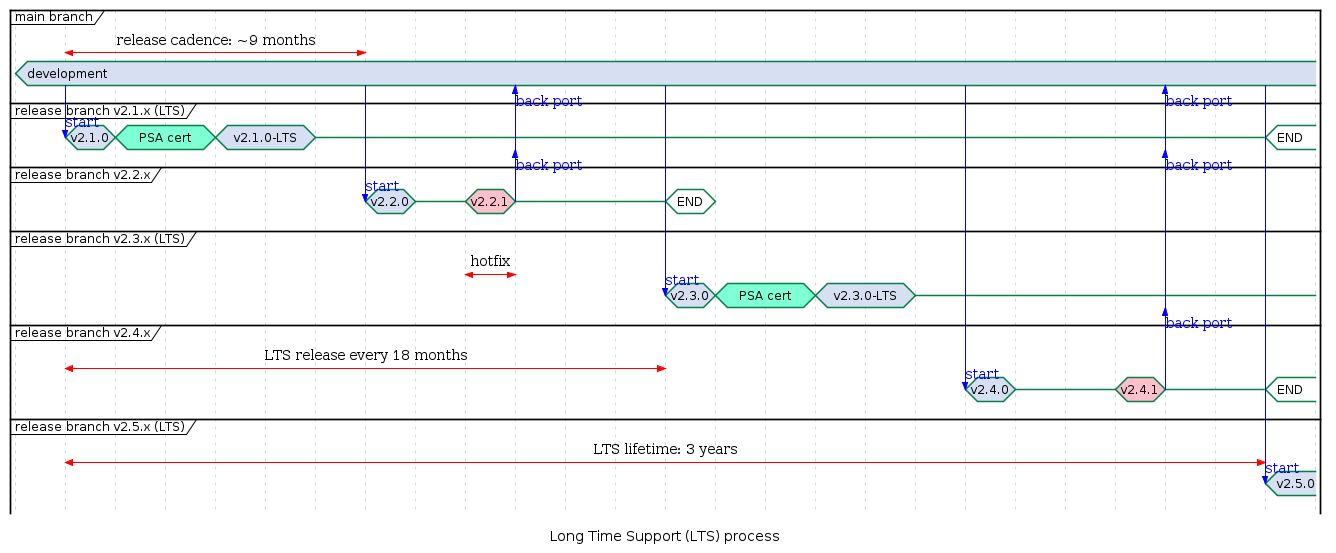 main branch
release cadence: ~9 months
development
back port
back port
release branch v2.1.x (LTS)
start
v2.1.0
PSA cert
v2.1.0-LTS
END
back port
back port
release branch v2.2.x
start
v2.2.0
v2.2.1
END
release branch v2.3.x (LTS)
hotfix
start
v2.3.0
PSA cert
v2.3.0-LTS
back port
release branch v2.4.x
LTS release every 18 months
start
v2.4.0
v2.4.1
END
release branch v2.5.x (LTS)
LTS lifetime: 3 years
start
v2.5.0
Long Time Support (LTS) process